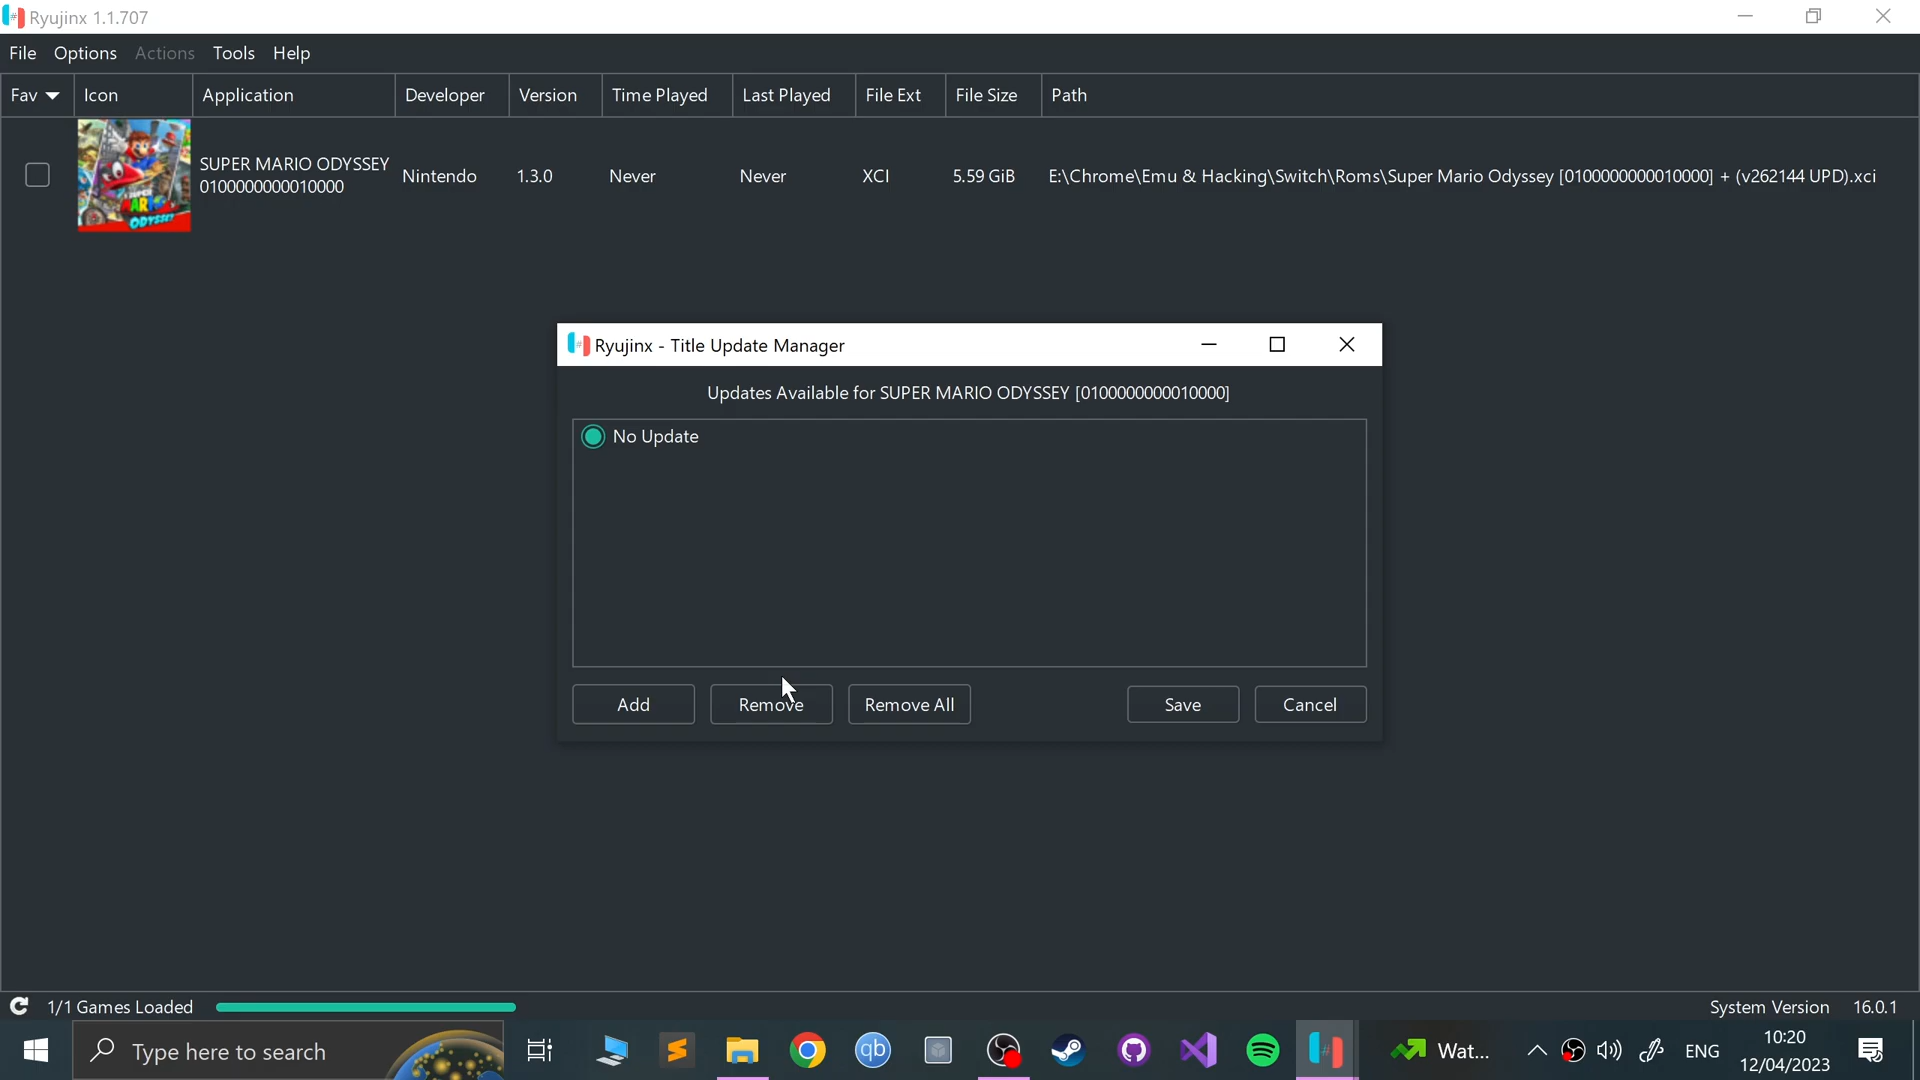 Ryujinx 1.1.707
File Options Actions Tools Help
Fav Icon Application Developer Version Time Played Last Played File Ext File Size Path
SUPER MARIO ODYSSEY
0100000000010000
Nintendo 1.3.0 Never Never XCI 5.59 GiB E:\Chrome\Emu & Hacking\Switch\Roms\Super Mario Odyssey [0100000000010000] + (v262144 UPD).xci
MARIO
ODYSSEY
Ryujinx - Title Update Manager
Updates Available for SUPER MARIO ODYSSEY [0100000000010000]
No Update
Add Remove Remove All Save Cancel
1/1 Games Loaded System Version 16.0.1
Type here to search
qb
Wat...
ENG
10:20
12/04/2023